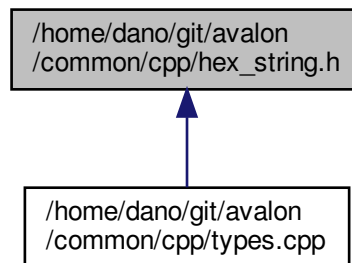 /home/dano/git/avalon
/common/cpp/hex_string.h
/home/dano/git/avalon
/common/cpp/types.cpp